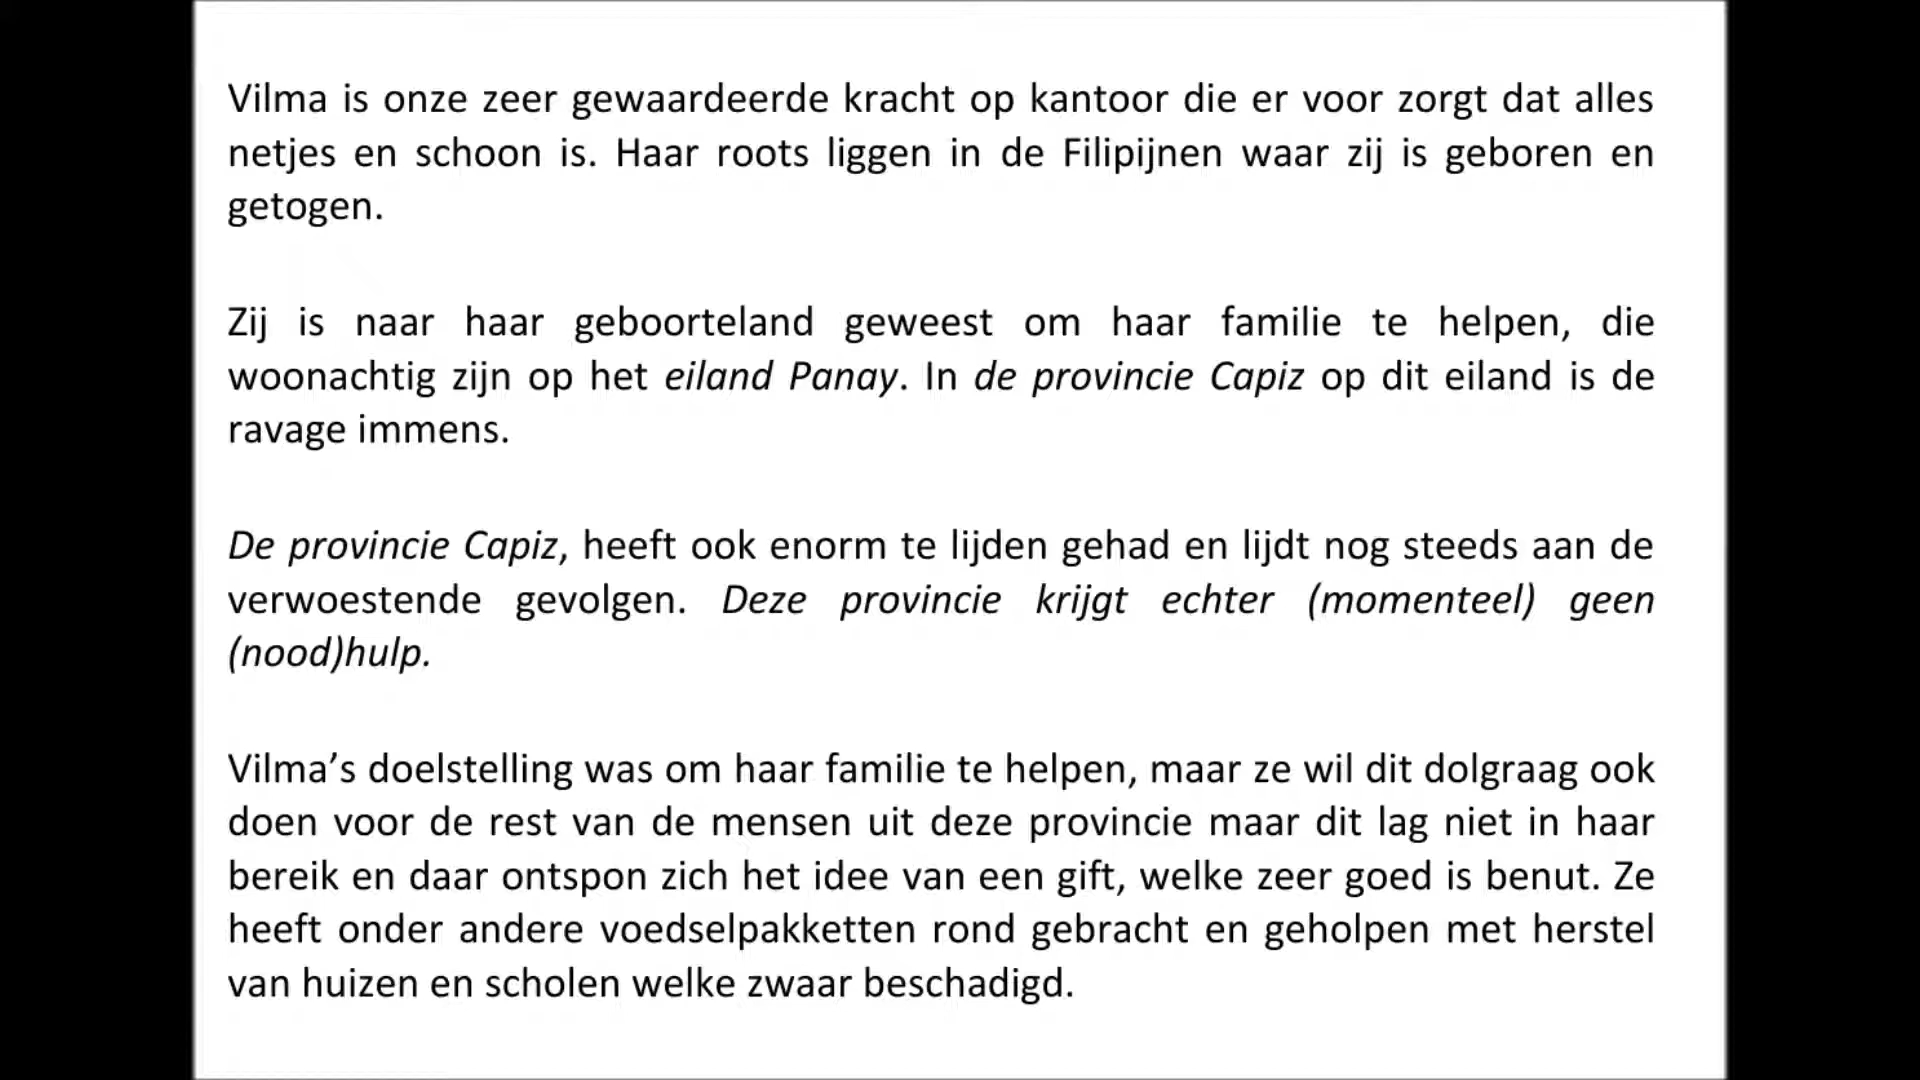 Vilma is onze zeer gewaardeerde kracht op kantoor die er voor zorgt dat alles
netjes en schoon is. Haar roots liggen in de Filipijnen waar zij is geboren en
getogen.
Zij is naar haar geboorteland geweest om haar familie te helpen, die
woonachtig zijn op het eiland Panay. In de provincie Capiz op dit eiland is de
ravage immens.
De provincie Capiz, heeft ook enorm te lijden gehad en lijdt nog steeds aan de
verwoestende gevolgen. Deze provincie krijgt echter (momenteel) geen
(nood)hulp.
Vilma’s doelstelling was om haar familie te helpen, maar ze wil dit dolgraag ook
doen voor de rest van de mensen uit deze provincie maar dit lag niet in haar
bereik en daar ontspon zich het idee van een gift, welke zeer goed is benut. Ze
heeft onder andere voedselpakketten rond gebracht en geholpen met herstel
van huizen en scholen welke zwaar beschadigd.